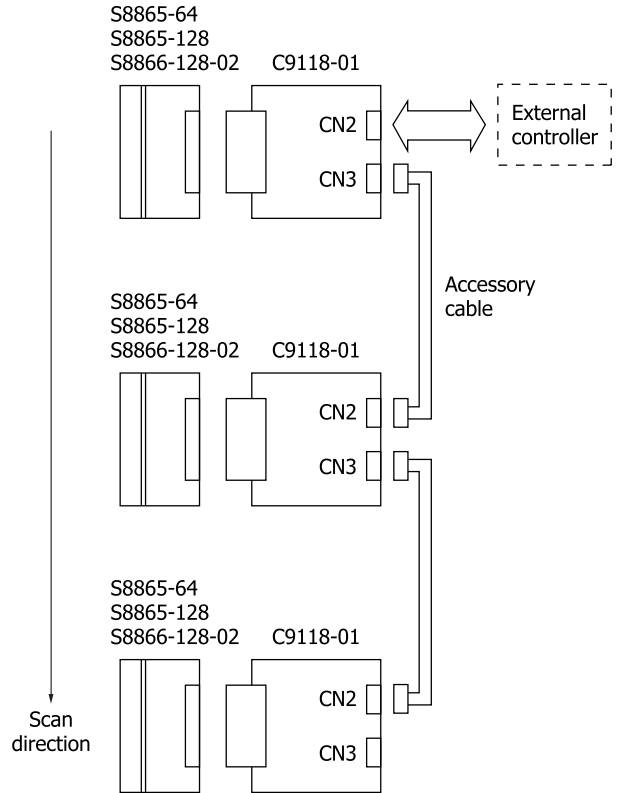 S8865-64
S8865-128
S8866-128-02
C9118-01
CN2
CN3
External
controller
Accessory
cable
S8865-64
S8865-128
S8866-128-02
C9118-01
CN2
CN3
S8865-64
S8865-128
S8866-128-02
C9118-01
CN2
CN3
Scan
direction